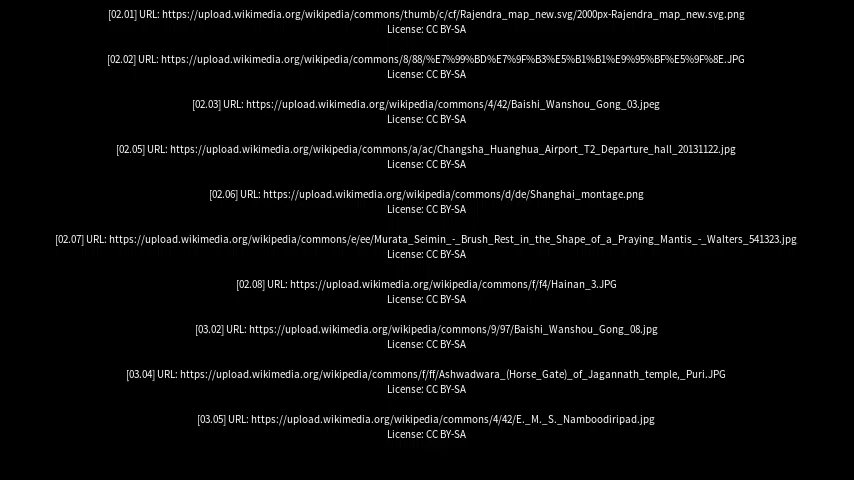 [02.01] URL: https://upload.wikimedia.org/wikipedia/commons/thumb/c/cf/Rajendra_map_new.svg/2000px-Rajendra_map_new.svg.png
License: CC BY-SA
[02.02] URL: https://upload.wikimedia.org/wikipedia/commons/8/88/%E7%99%BD%E7%9F%B3%E5%B1%B1%E9%95%BF%E5%9F%8E.JPG
License: CC BY-SA
[02.03] URL: https://upload.wikimedia.org/wikipedia/commons/4/42/Baishi_Wanshou_Gong_03.jpeg
License: CC BY-SA
[02.05] URL: https://upload.wikimedia.org/wikipedia/commons/a/ac/Changsha_Huanghua_Airport_T2_Departure_hall_20131122.jpg
License: CC BY-SA
[02.06] URL: https://upload.wikimedia.org/wikipedia/commons/d/de/Shanghai_montage.png
License: CC BY-SA
[02.07] URL: https://upload.wikimedia.org/wikipedia/commons/e/ee/Murata_Seimin_-_Brush_Rest_in_the_Shape_of_a_Praying_Mantis_-_Walters_541323.jpg
License: CC BY-SA
[02.08] URL: https://upload.wikimedia.org/wikipedia/commons/f/f4/Hainan_3.JPG
License: CC BY-SA
[03.02] URL: https://upload.wikimedia.org/wikipedia/commons/9/97/Baishi_Wanshou_Gong_08.jpg
License: CC BY-SA
[03.04] URL: https://upload.wikimedia.org/wikipedia/commons/f/ff/Ashwadwara_(Horse_Gate)_of_Jagannath_temple,_Puri.JPG
License: CC BY-SA
[03.05] URL: https://upload.wikimedia.org/wikipedia/commons/4/42/E._M._S._Namboodiripad.jpg
License: CC BY-SA